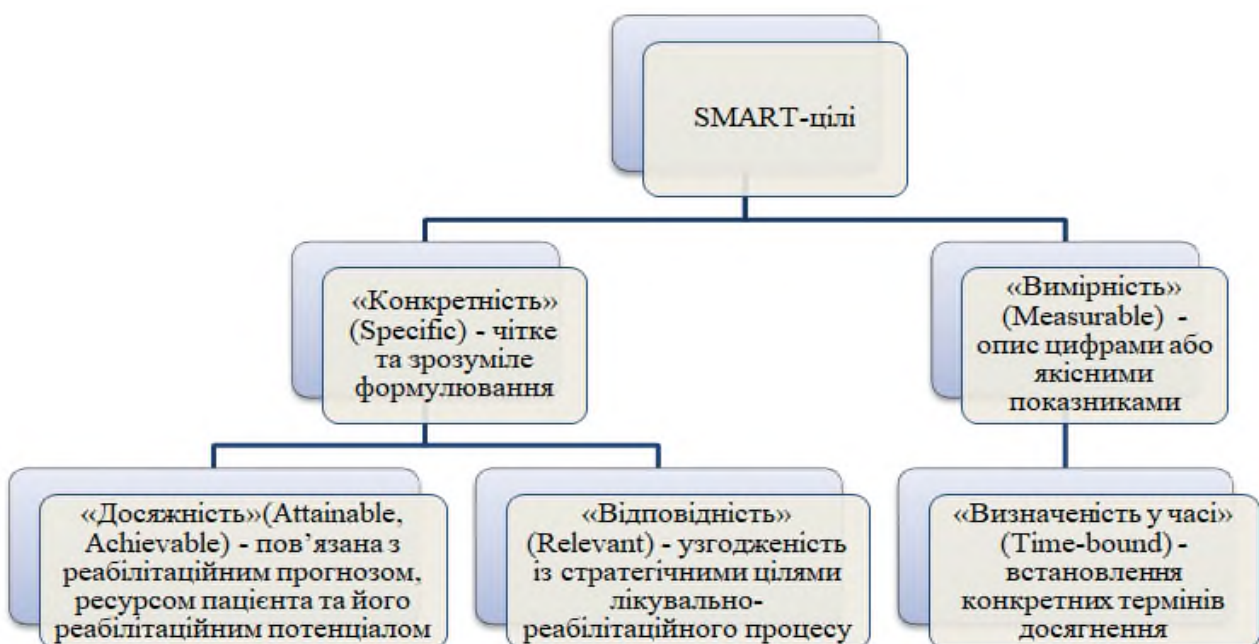 SMART-цілі
«Конкретність»
(Specific) - чітке
та зрозуміле
формулювання
«Вимірність»
(Measurable) -
опис цифрами або
якісними
показниками
«Досяжність»(Attainable,
Achievable) - пов’язана з
реабілітаційним прогнозом,
ресурсом пацієнта та його
реабілітаційним потенціалом
«Відповідність»
(Relevant) - узгодженість
із стратегічними цілями
лікувально-
реабілітаційного процесу
«Визначеність у часі»
(Time-bound) -
встановлення
конкретних термінів
досягнення